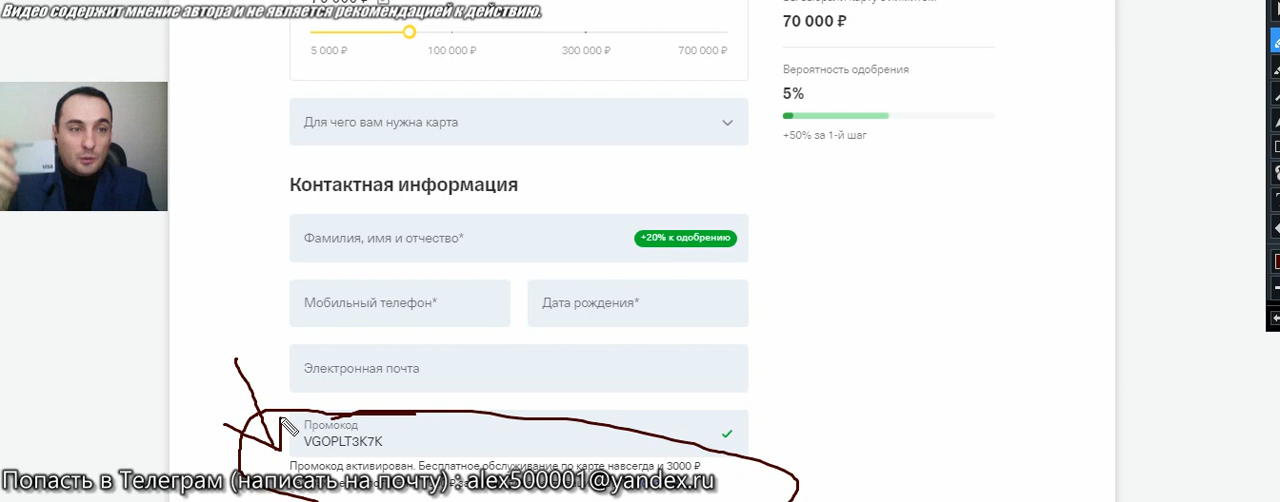 Видео содержит мнение автора и не является рекомендацией к действию.
70 000 ₽
5 000 ₽ 100 000 ₽ 300 000 ₽ 700 000 ₽
70 000 ₽
Вероятность одобрения
5%
+50% за 1-й шаг
Для чего вам нужна карта
VISA
Контактная информация
Фамилия, имя и отчество*
+20% к одобрению
Мобильный телефон*
Дата рождения*
Электронная почта
Промокод
VGOPLT3K7K
Промокод активирован. Бесплатное обслуживание по карте навсегда и 3000 ₽
Попасть в Телеграм (написать на почту) : alex500001@yandex.ru